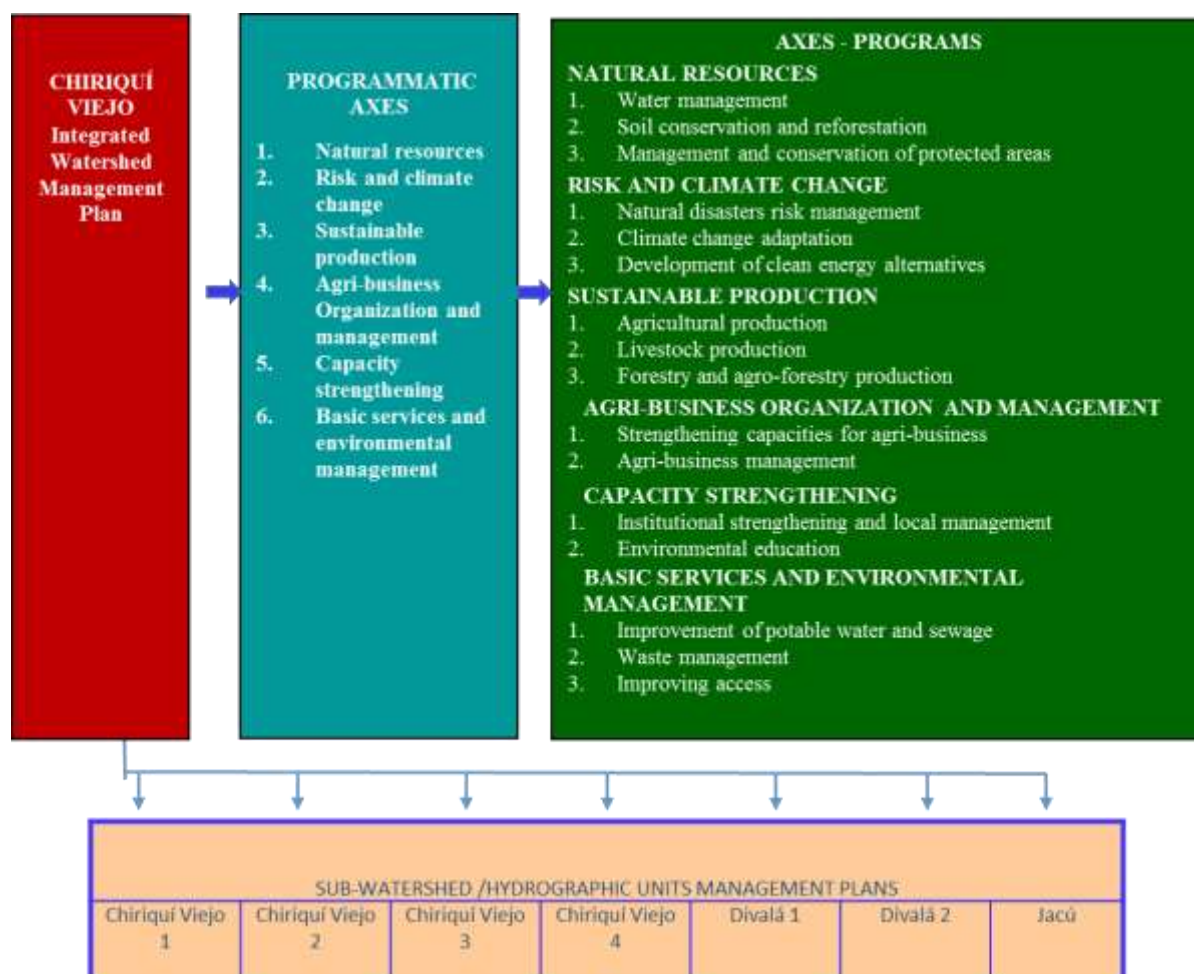 CHIRIQUÍ
VIEJO
Integrated
Watershed
Management
Plan
PROGRAMMATIC
AXES
1. Natural resources
2. Risk and climate
change
3. Sustainable
production
4. Agri-business
Organization and
management
5. Capacity
strengthening
6. Basic services and
environmental
management
AXES - PROGRAMS
NATURAL RESOURCES
1. Water management
2. Soil conservation and reforestation
3. Management and conservation of protected areas
RISK AND CLIMATE CHANGE
1. Natural disasters risk management
2. Climate change adaptation
3. Development of clean energy alternatives
SUSTAINABLE PRODUCTION
1. Agricultural production
2. Livestock production
3. Forestry and agro-forestry production
AGRI-BUSINESS ORGANIZATION AND MANAGEMENT
1. Strengthening capacities for agri-business
2. Agri-business management
CAPACITY STRENGTHENING
1. Institutional strengthening and local management
2. Environmental education
BASIC SERVICES AND ENVIRONMENTAL
MANAGEMENT
1. Improvement of potable water and sewage
2. Waste management
3. Improving access
SUB-WATERSHED /HYDROGRAPHIC UNITS MANAGEMENT PLANS
Chiriquí Viejo
1
Chiriquí Viejo
2
Chiriquí Viejo
3
Chiriquí Viejo
4
Divalá 1
Divalá 2
Jacú